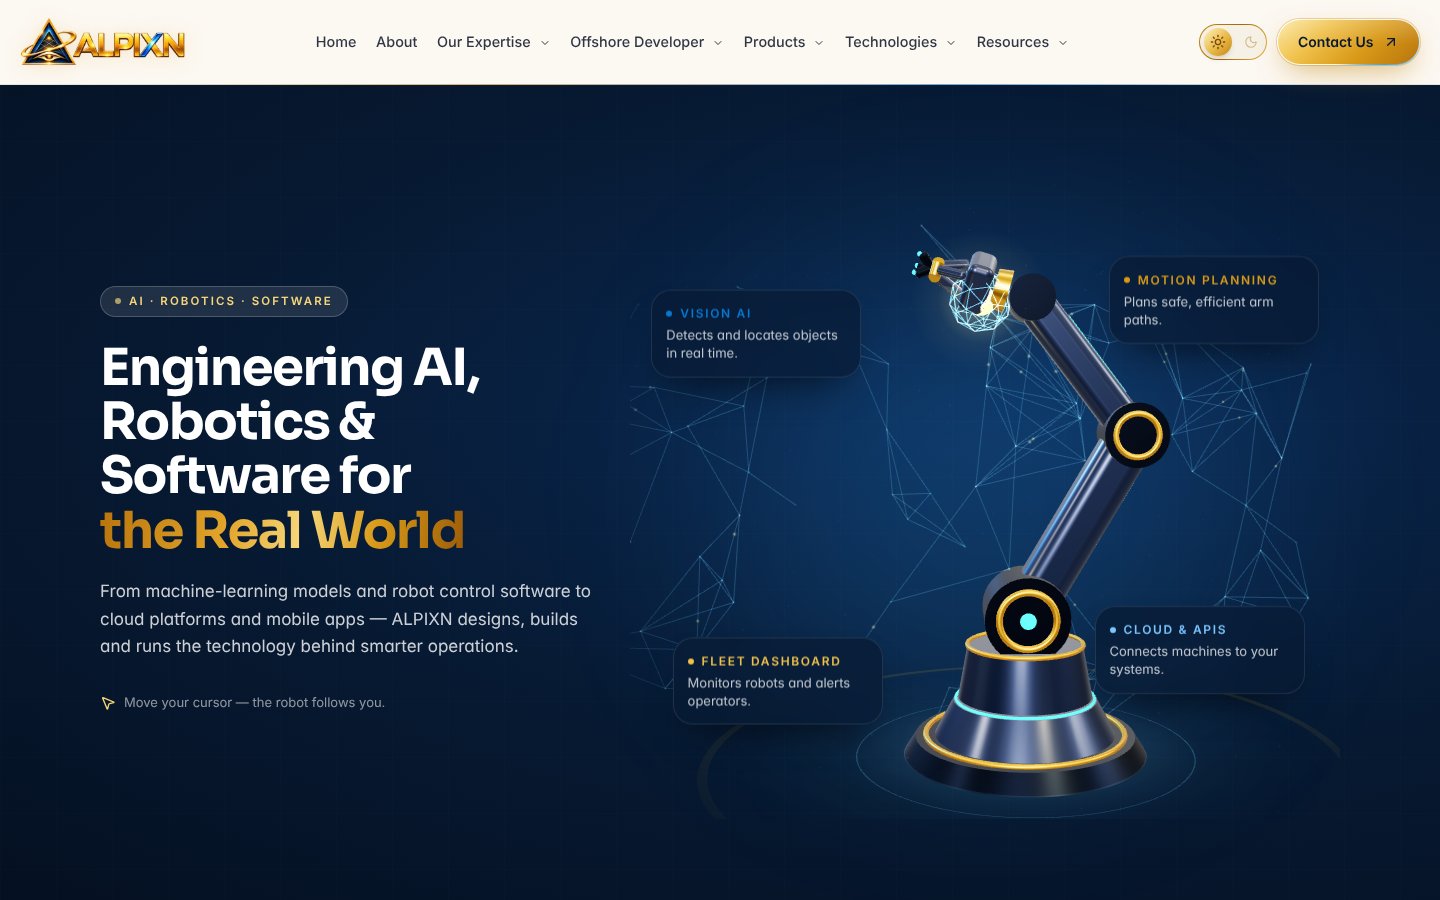 ALPIXN
Home
About
Our Expertise
Offshore Developer
Products
Technologies
Resources
Contact Us
AI · ROBOTICS · SOFTWARE
Engineering AI,
Robotics &
Software for
the Real World
From machine-learning models and robot control software to
cloud platforms and mobile apps — ALPIXN designs, builds
and runs the technology behind smarter operations.
Move your cursor — the robot follows you.
VISION AI
Detects and locates objects
in real time.
MOTION PLANNING
Plans safe, efficient arm
paths.
FLEET DASHBOARD
Monitors robots and alerts
operators.
CLOUD & APIS
Connects machines to your
systems.